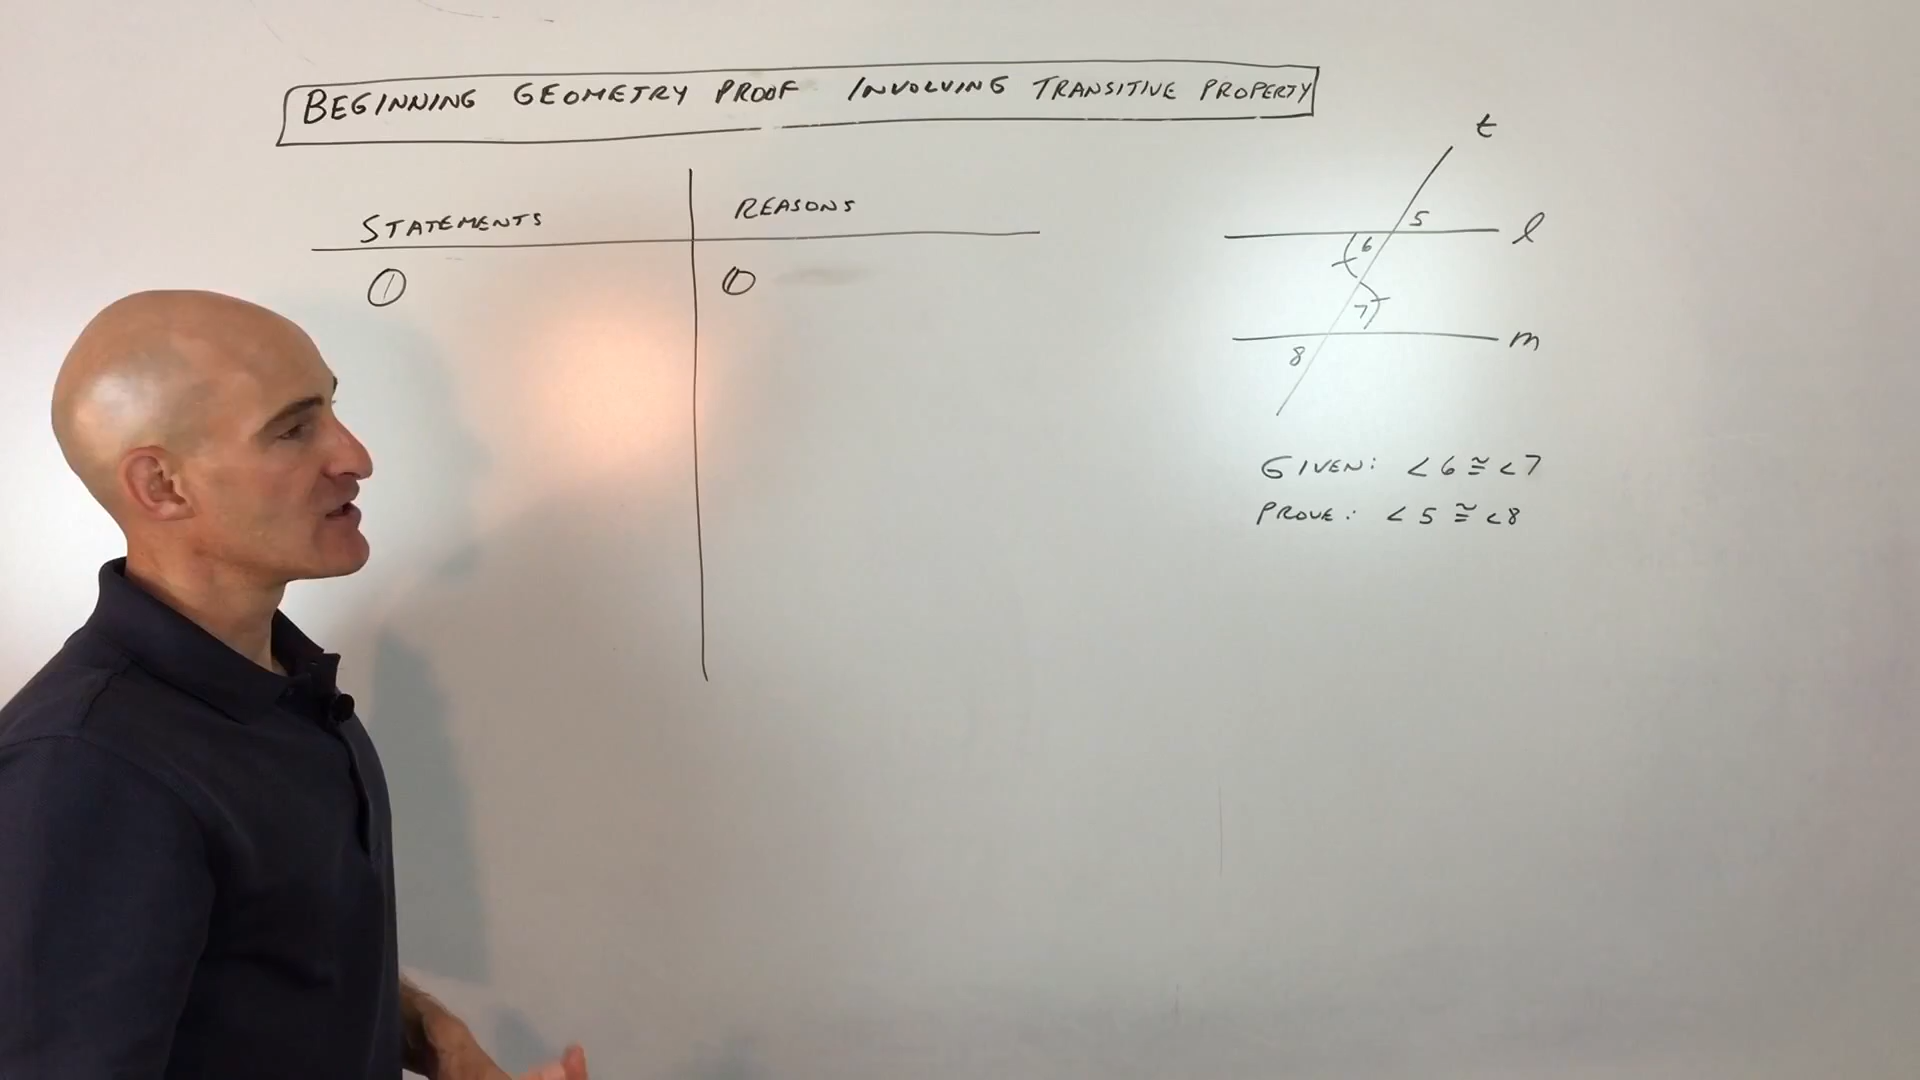 BEGINNING GEOMETRY PROOF INVOLVING TRANSITIVE PROPERTY
STATEMENTS
REASONS
①
①
t
5
l
6
7
m
8
GIVEN: <6 ≅ <7
PROVE: <5 ≅ <8